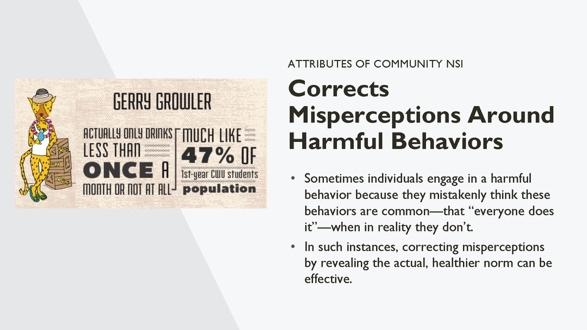 GERRY GROWLER
ACTUALLY ONLY DRINKS
LESS THAN
ONCE A
MONTH OR NOT AT ALL
MUCH LIKE
47% OF
1st-year CWU students
population
ATTRIBUTES OF COMMUNITY NSI
Corrects
Misperceptions Around
Harmful Behaviors
• Sometimes individuals engage in a harmful
behavior because they mistakenly think these
behaviors are common—that “everyone does
it”—when in reality they don’t.
• In such instances, correcting misperceptions
by revealing the actual, healthier norm can be
effective.